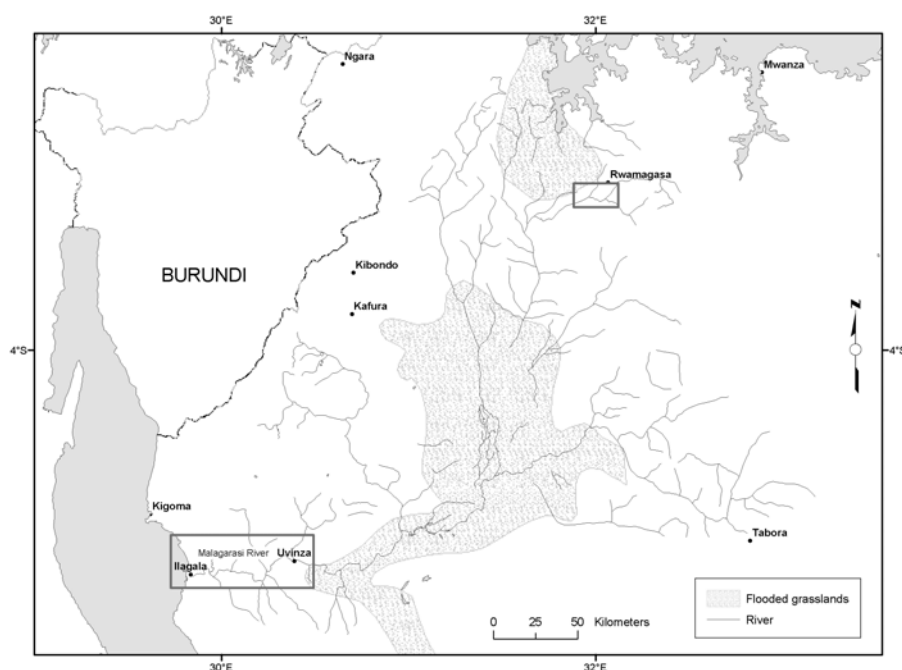 30°E
32°E
Ngara
Mwanza
Rwamagasa
Kibondo
BURUNDI
Kafura
N
4°S
4°S
Kigoma
Tabora
Malagarasi River
Uvinza
Ilagala
Flooded grasslands
0 25 50 Kilometers
River
30°E
32°E